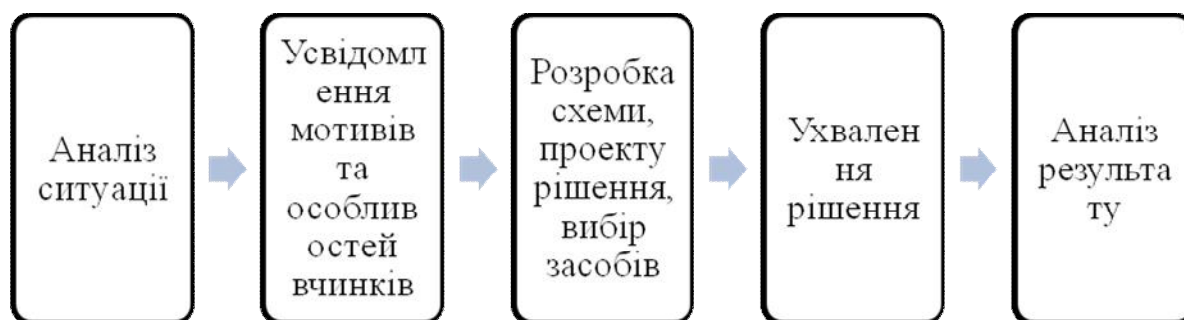 Аналіз
ситуації
Усвідомл
ення
мотивів
та
особлив
остей
вчинків
Розробка
схеми,
проекту
рішення,
вибір
засобів
Ухвален
ня
рішення
Аналіз
результа
ту